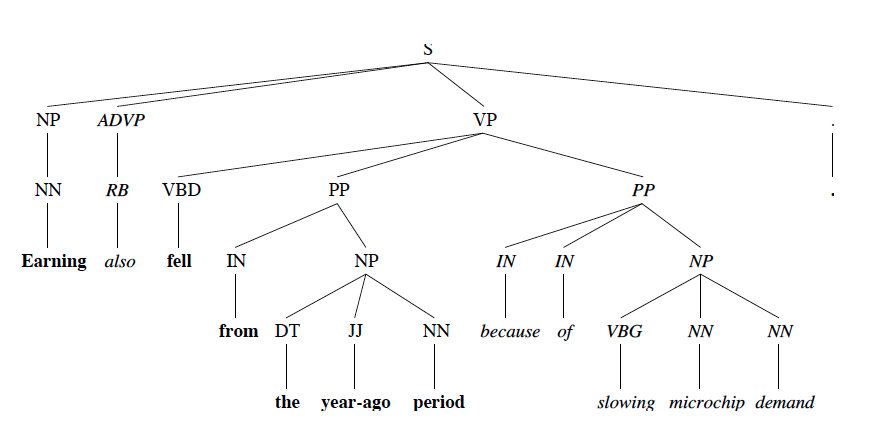 S
NP ADVP VP .
NN RB VBD PP PP .
Earning also fell IN NP IN IN NP
from DT JJ NN because of VBG NN NN
the year-ago period slowing microchip demand